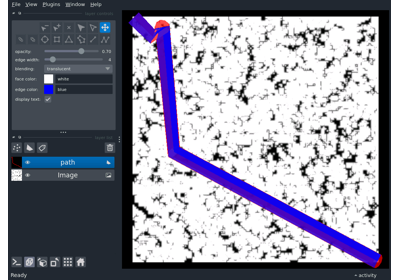 File View Plugins Window Help
opacity: 0.70
edge width: 4
blending: translucent
face color: white
edge color: blue
display text: ✓
path
Image
Ready
activity